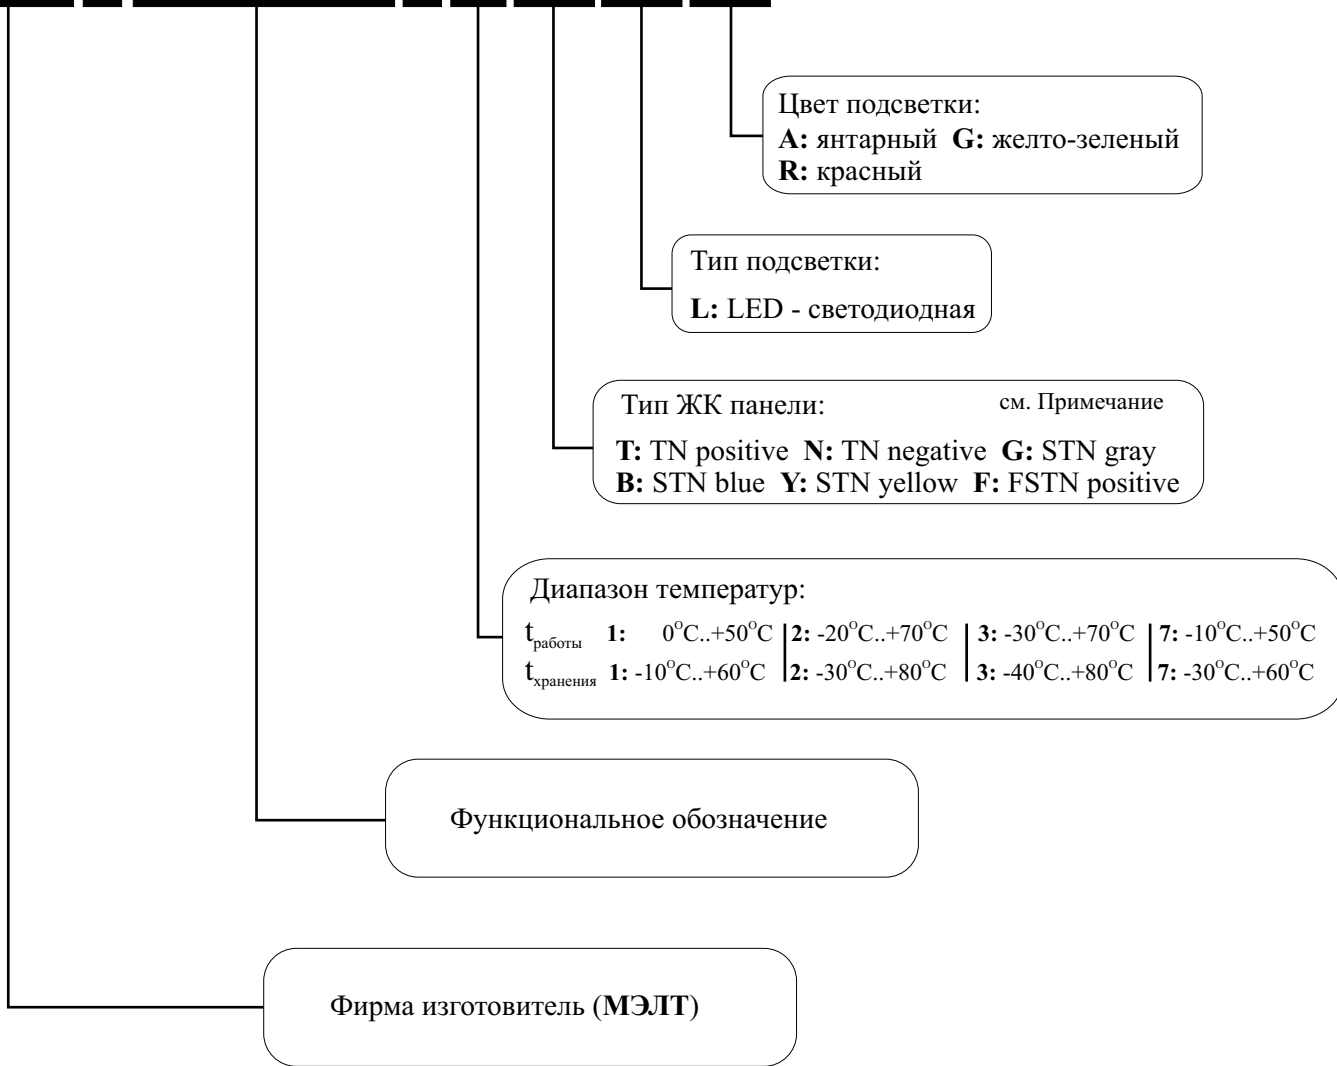 Цвет подсветки:
A: янтарный G: желто-зеленый
R: красный
Тип подсветки:
L: LED - светодиодная
Тип ЖК панели: см. Примечание
T: TN positive N: TN negative G: STN gray
B: STN blue Y: STN yellow F: FSTN positive
Диапазон температур:
tработы 1: 0°C..+50°C 2: -20°C..+70°C 3: -30°C..+70°C 7: -10°C..+50°C
tхранения 1: -10°C..+60°C 2: -30°C..+80°C 3: -40°C..+80°C 7: -30°C..+60°C
Функциональное обозначение
Фирма изготовитель (МЭЛТ)